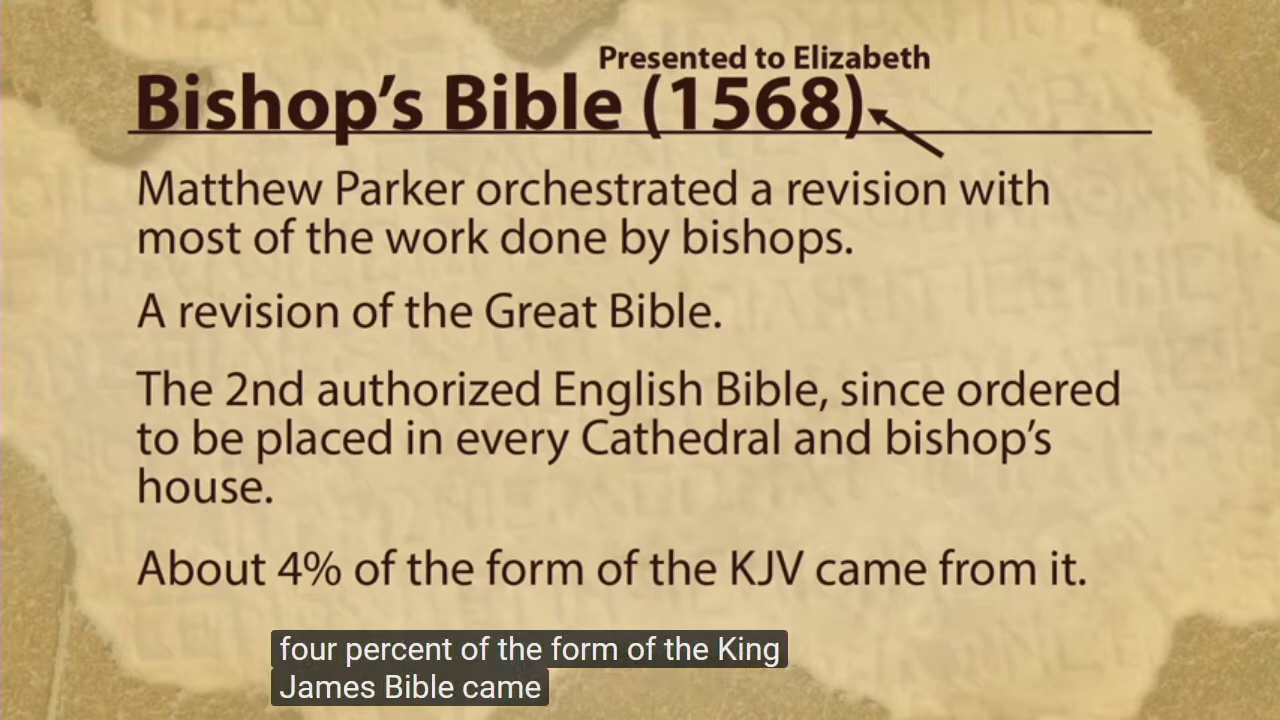 Presented to Elizabeth
Bishop’s Bible (1568)
Matthew Parker orchestrated a revision with
most of the work done by bishops.
A revision of the Great Bible.
The 2nd authorized English Bible, since ordered
to be placed in every Cathedral and bishop’s
house.
About 4% of the form of the KJV came from it.
four percent of the form of the King
James Bible came